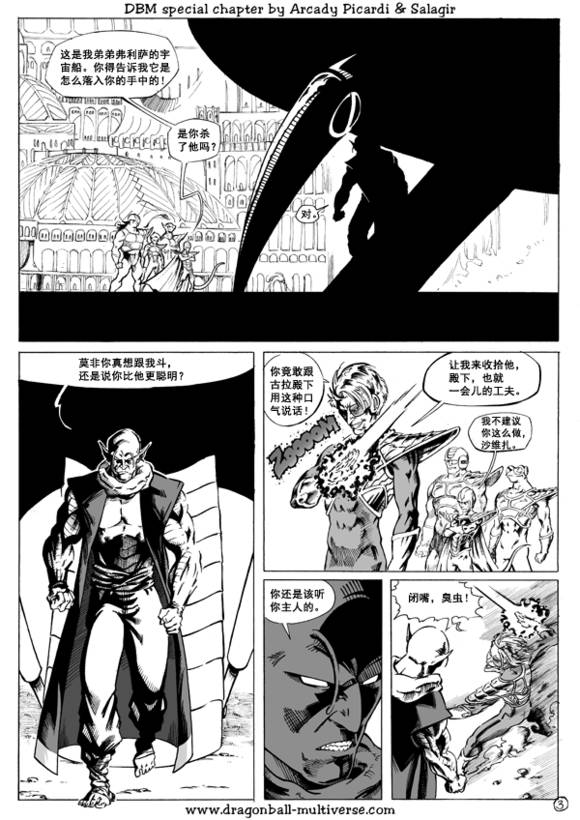 DBM special chapter by Arcady Picardi & Salagir
这是我弟弟弗利萨的宇
宙船。你得告诉我它是
怎么落入你的手中的！
是你杀
了他吗？
对。
莫非你真想跟我斗，
还是说你比他更聪明？
你竟敢跟
古拉殿下
用这种口
气说话！
ZOOOOM
让我来收拾他，
殿下，也就
一会儿的工夫。
我不建议
你这么做，
沙维扎。
你还是该听
你主人的。
闭嘴，臭虫！
3
www.dragonball-multiverse.com